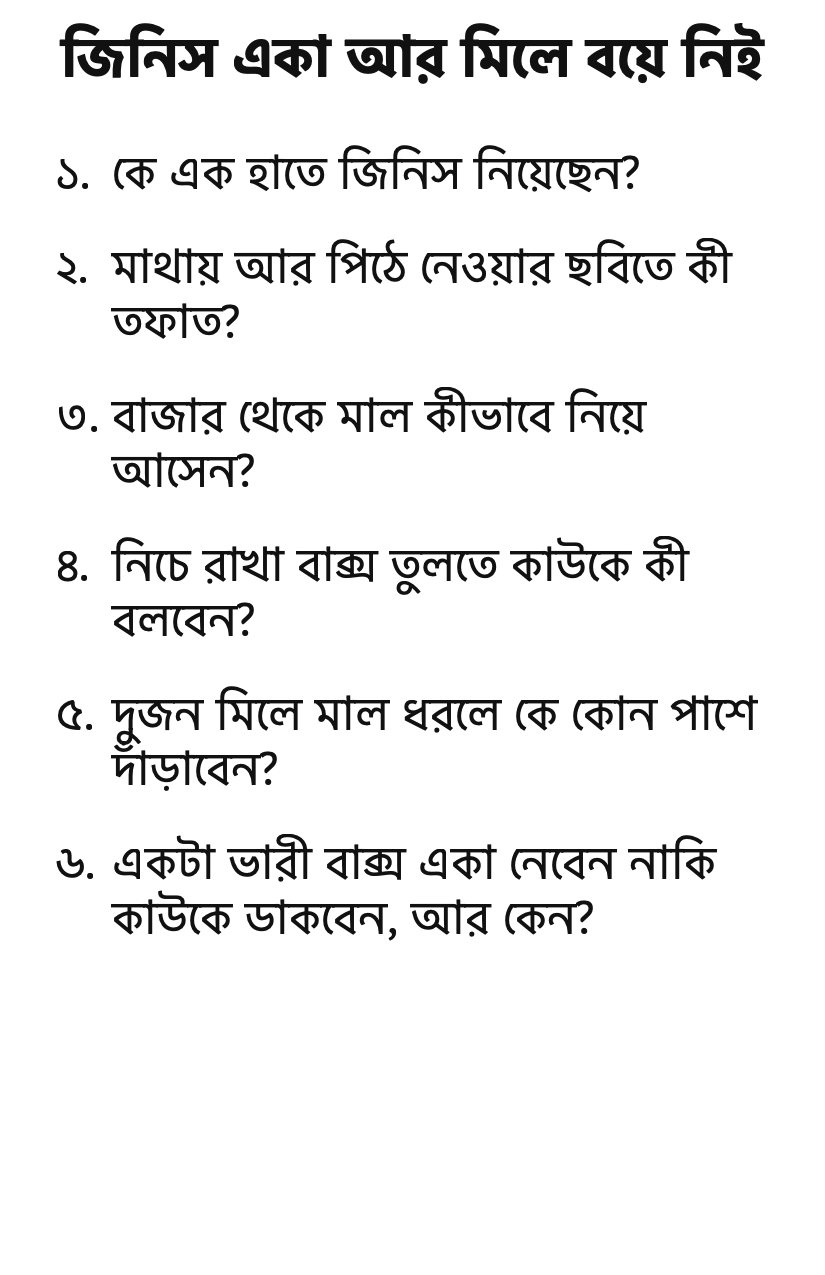 জিনিস একা আর মিলে বয়ে নিই
১. কে এক হাতে জিনিস নিয়েছেন?
২. মাথায় আর পিঠে নেওয়ার ছবিতে কী
তফাত?
৩. বাজার থেকে মাল কীভাবে নিয়ে
আসেন?
৪. নিচে রাখা বাক্স তুলতে কাউকে কী
বলবেন?
৫. দুজন মিলে মাল ধরলে কে কোন পাশে
দাঁড়াবেন?
৬. একটা ভারী বাক্স একা নেবেন নাকি
কাউকে ডাকবেন, আর কেন?